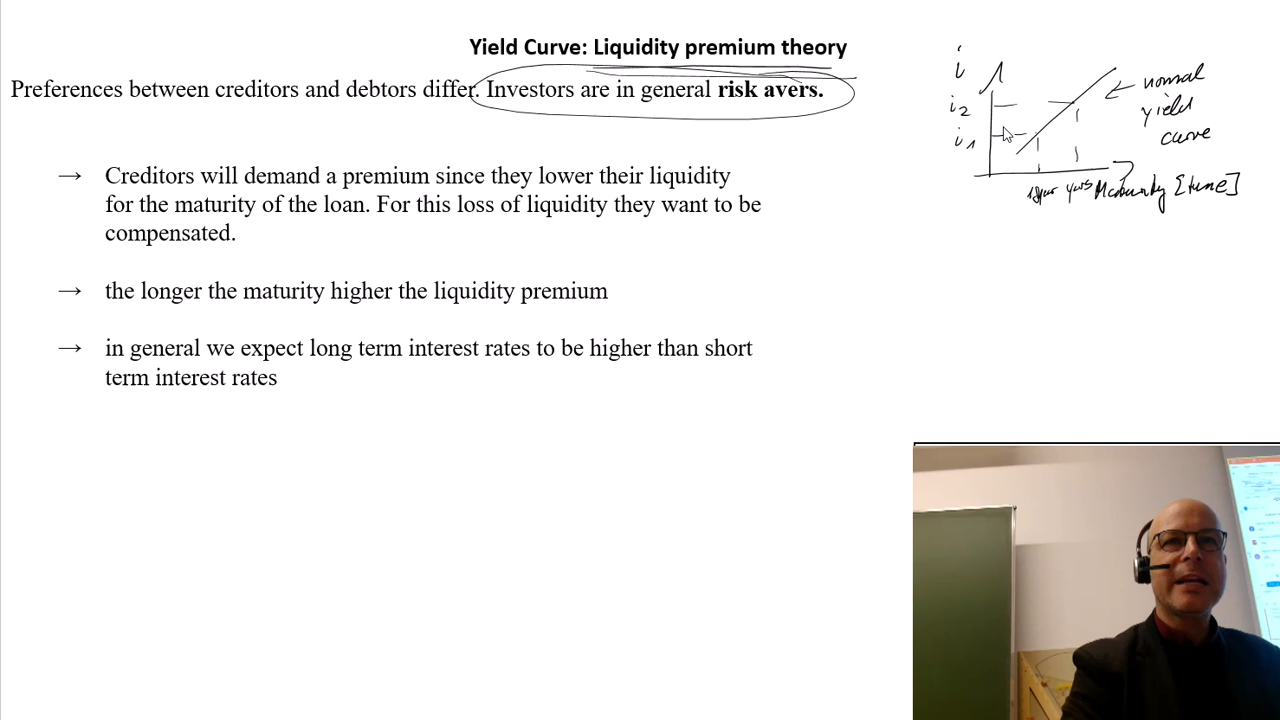 Yield Curve: Liquidity premium theory
Preferences between creditors and debtors differ. Investors are in general risk avers.
→ Creditors will demand a premium since they lower their liquidity
for the maturity of the loan. For this loss of liquidity they want to be
compensated.
→ the longer the maturity higher the liquidity premium
→ in general we expect long term interest rates to be higher than short
term interest rates
i
i
i2
i1
normal
yield
curve
Maturity [time]